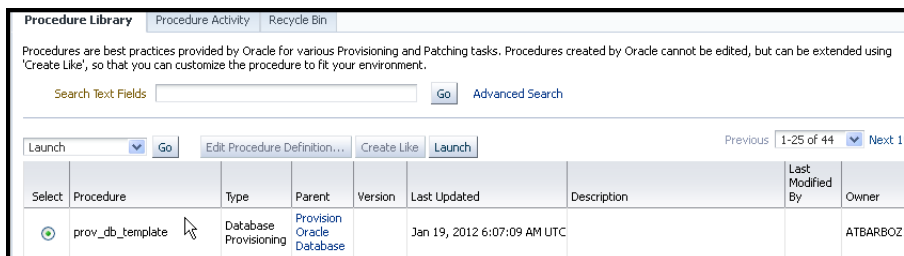 Procedure Library Procedure Activity Recycle Bin
Procedures are best practices provided by Oracle for various Provisioning and Patching tasks. Procedures created by Oracle cannot be edited, but can be extended using
'Create Like', so that you can customize the procedure to fit your environment.
Search Text Fields Go Advanced Search
Launch Go Edit Procedure Definition... Create Like Launch Previous 1-25 of 44 Next 1
Select Procedure Type Parent Version Last Updated Description Last Modified By Owner
prov_db_template Database Provisioning Provision Oracle Database Jan 19, 2012 6:07:09 AM UTC ATBARBOZ